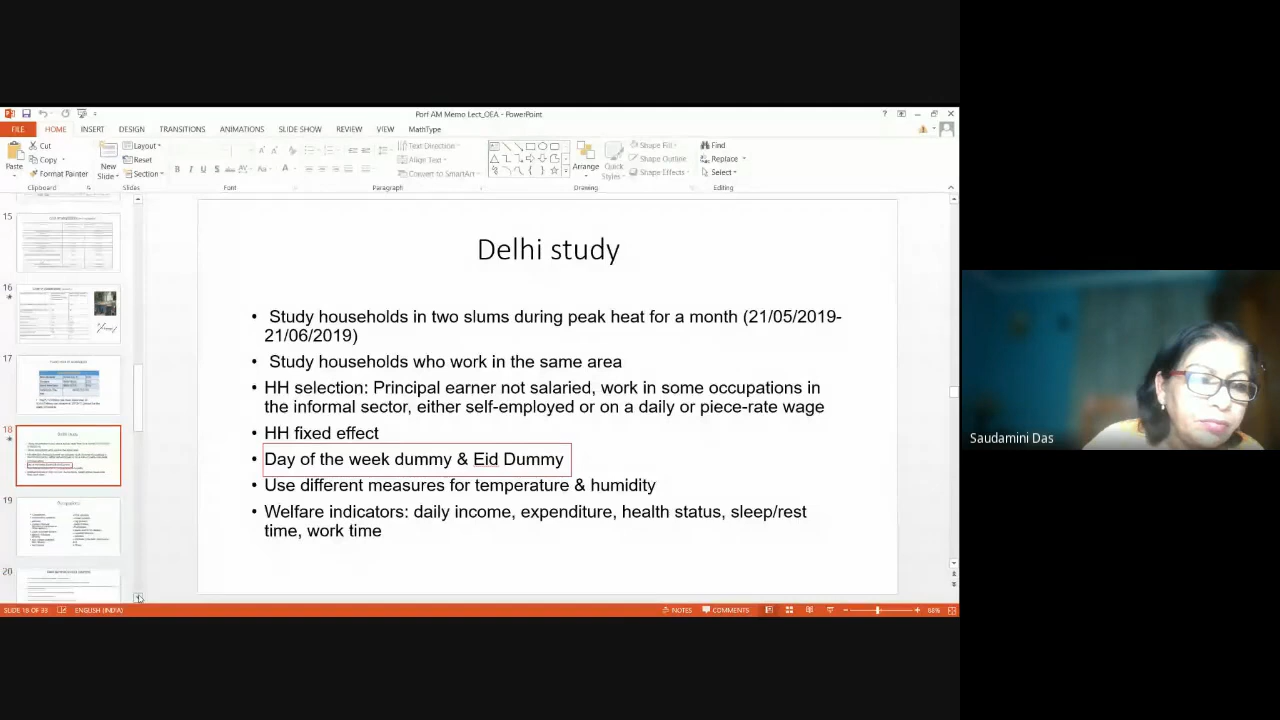 Porf AM Memo Lect_OEA - PowerPoint
FILE HOME INSERT DESIGN TRANSITIONS ANIMATIONS SLIDE SHOW REVIEW VIEW MathType
Paste
Cut
Copy
Format Painter
Clipboard
New Slide
Layout
Reset
Section
Slides
Font
Text Direction
Align Text
Convert to SmartArt
Paragraph
Arrange
Quick Styles
Shape Fill
Shape Outline
Shape Effects
Drawing
Find
Replace
Select
Editing
15
16
17
18
Delhi study
19
20
Delhi study
• Study households in two slums during peak heat for a month (21/05/2019-
21/06/2019)
• Study households who work in the same area
• HH selection: Principal earner not salaried, work in some occupations in
the informal sector, either self-employed or on a daily or piece-rate wage
• HH fixed effect
• Day of the week dummy & Eid Dummy
• Use different measures for temperature & humidity
• Welfare indicators: daily income, expenditure, health status, sleep/rest
time,
Saudamini Das
SLIDE 18 OF 33 ENGLISH (INDIA) NOTES COMMENTS 68%